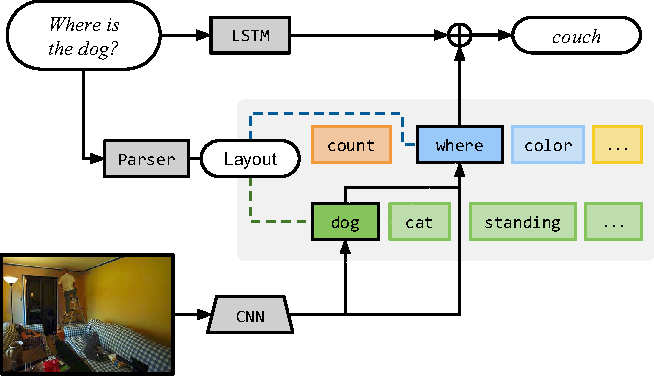 Where is
the dog?
LSTM
couch
count
where
color
...
Parser
Layout
dog
cat
standing
...
CNN